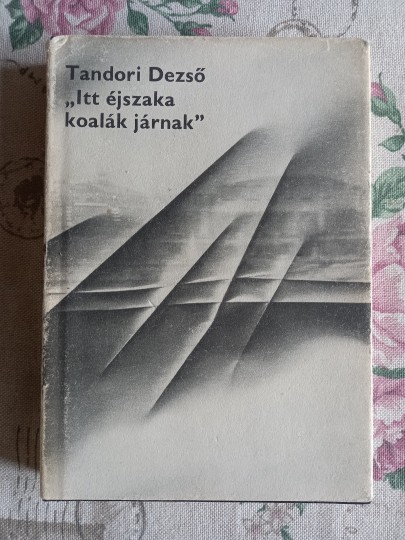 Tandori Dezső
„Itt éjszaka
koalák járnak”